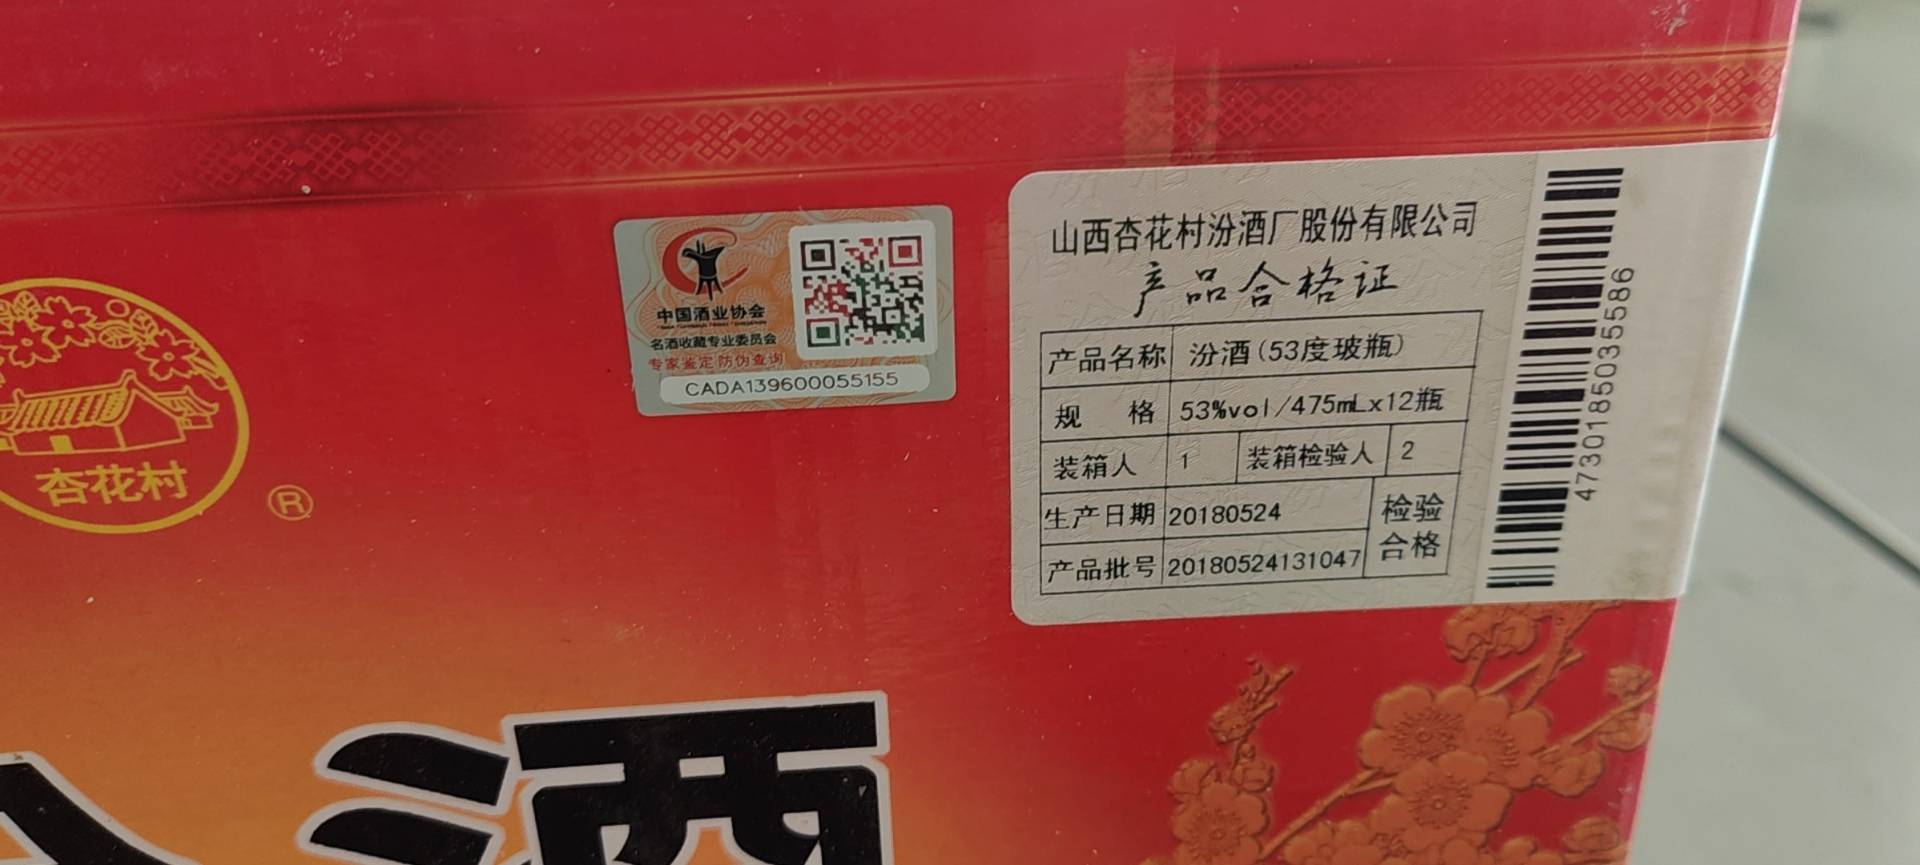 杏花村
®
中国酒业协会
名酒收藏专业委员会
专家鉴定防伪查询
CADA139600055155
山西杏花村汾酒厂股份有限公司
产品合格证
产品名称 汾酒(53度玻瓶)
规 格 53%vol/475mLx12瓶
装箱人 1 装箱检验人 2
生产日期 20180524 检验
产品批号 20180524131047 合格
4730185035586
酒